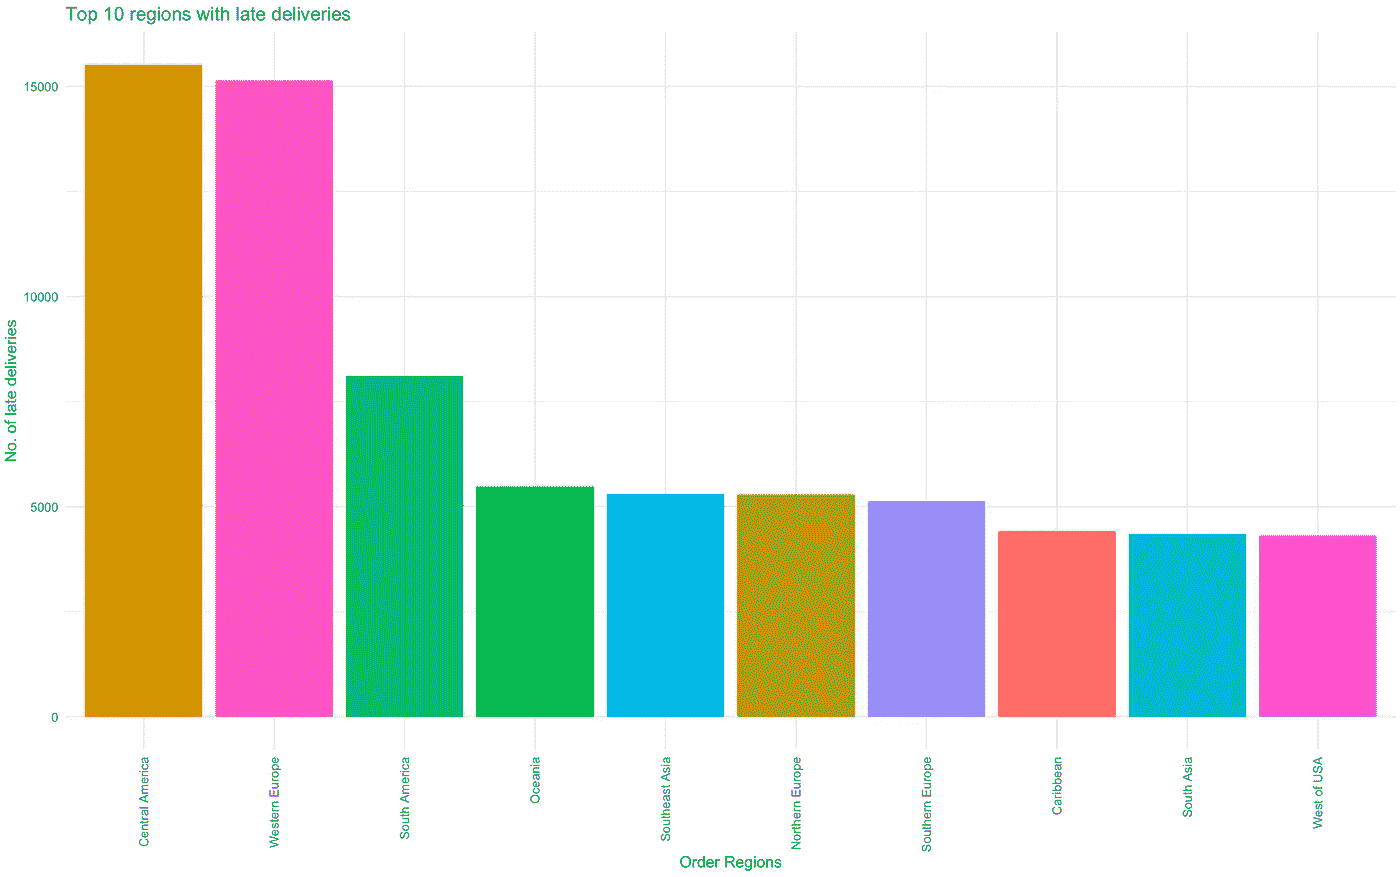 Top 10 regions with late deliveries
No. of late deliveries
15000
10000
5000
0
Central America
Western Europe
South America
Oceania
Southeast Asia
Northern Europe
Southern Europe
Caribbean
South Asia
West of USA
Order Regions